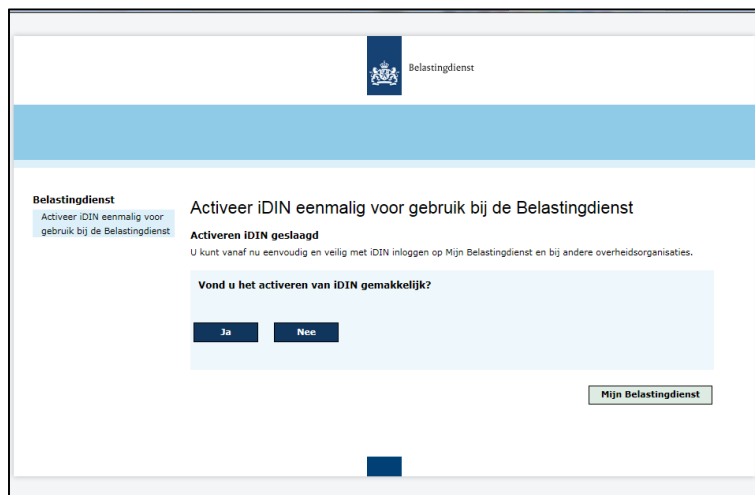 Belastingdienst
Belastingdienst
Activeer iDIN eenmalig voor
gebruik bij de Belastingdienst
Activeer iDIN eenmalig voor gebruik bij de Belastingdienst
Activeren iDIN geslaagd
U kunt vanaf nu eenvoudig en veilig met iDIN inloggen op Mijn Belastingdienst en bij andere overheidsorganisaties.
Vond u het activeren van iDIN gemakkelijk?
Ja Nee
Mijn Belastingdienst